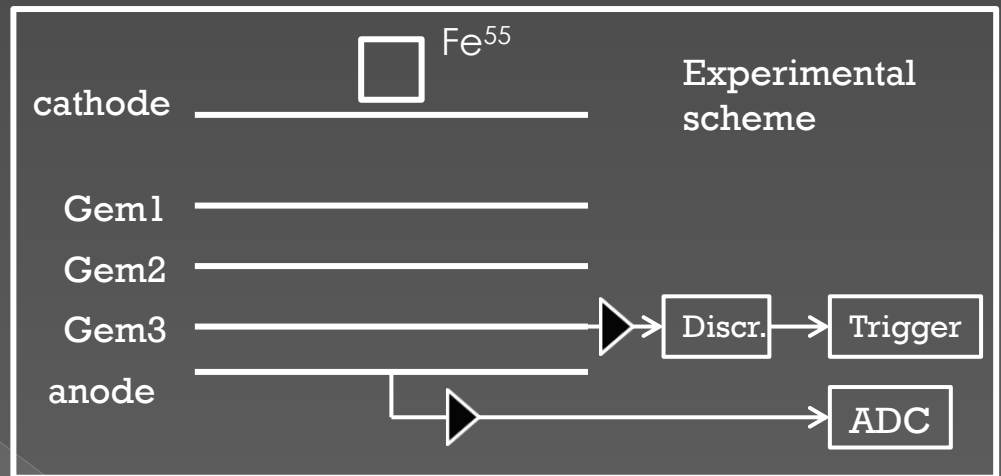 Fe⁵⁵
Experimental
scheme
cathode
Gem1
Gem2
Gem3
Discr.
Trigger
anode
ADC